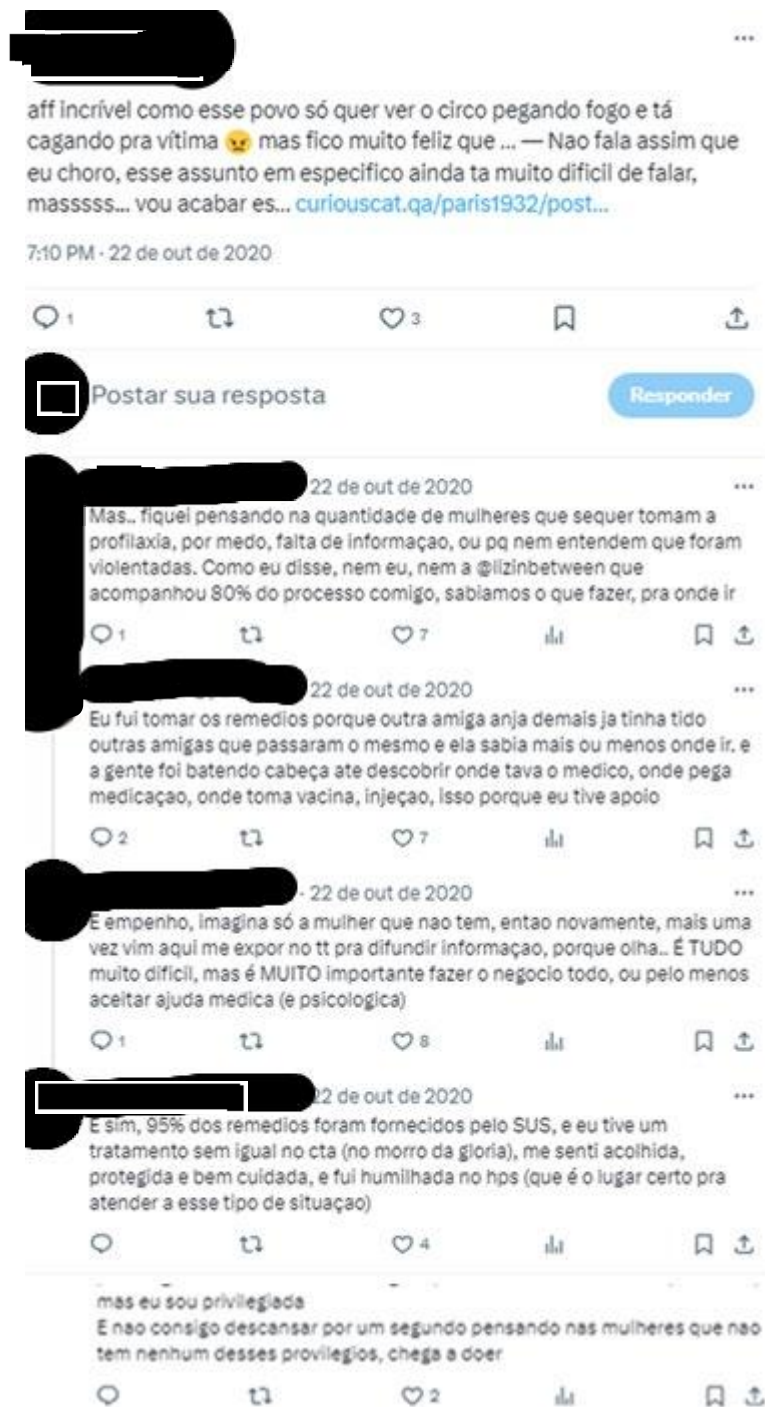 aff incrível como esse povo só quer ver o circo pegando fogo e tá
cagando pra vítima 😠 mas fico muito feliz que ... — Nao fala assim que
eu choro, esse assunto em especifico ainda ta muito dificil de falar,
masssss... vou acabar es... curiouscat.qa/paris1932/post...
7:10 PM · 22 de out de 2020
1 3
Postar sua resposta Responder
22 de out de 2020
Mas.. fiquei pensando na quantidade de mulheres que sequer tomam a
profilaxia, por medo, falta de informaçao, ou pq nem entendem que foram
violentadas. Como eu disse, nem eu, nem a @lizinbetween que
acompanhou 80% do processo comigo, sabiamos o que fazer, pra onde ir
1 7
22 de out de 2020
Eu fui tomar os remedios porque outra amiga anja demais ja tinha tido
outras amigas que passaram o mesmo e ela sabia mais ou menos onde ir. e
a gente foi batendo cabeça ate descobrir onde tava o medico, onde pega
medicaçao, onde toma vacina, injeçao, isso porque eu tive apoio
2 7
· 22 de out de 2020
E empenho, imagina só a mulher que nao tem, entao novamente, mais uma
vez vim aqui me expor no tt pra difundir informaçao, porque olha.. É TUDO
muito dificil, mas é MUITO importante fazer o negocio todo, ou pelo menos
aceitar ajuda medica (e psicologica)
1 8
22 de out de 2020
E sim, 95% dos remedios foram fornecidos pelo SUS, e eu tive um
tratamento sem igual no cta (no morro da gloria), me senti acolhida,
protegida e bem cuidada, e fui humilhada no hps (que é o lugar certo pra
atender a esse tipo de situaçao)
4
mas eu sou privilegiada
E nao consigo descansar por um segundo pensando nas mulheres que nao
tem nenhum desses provilegios, chega a doer
2